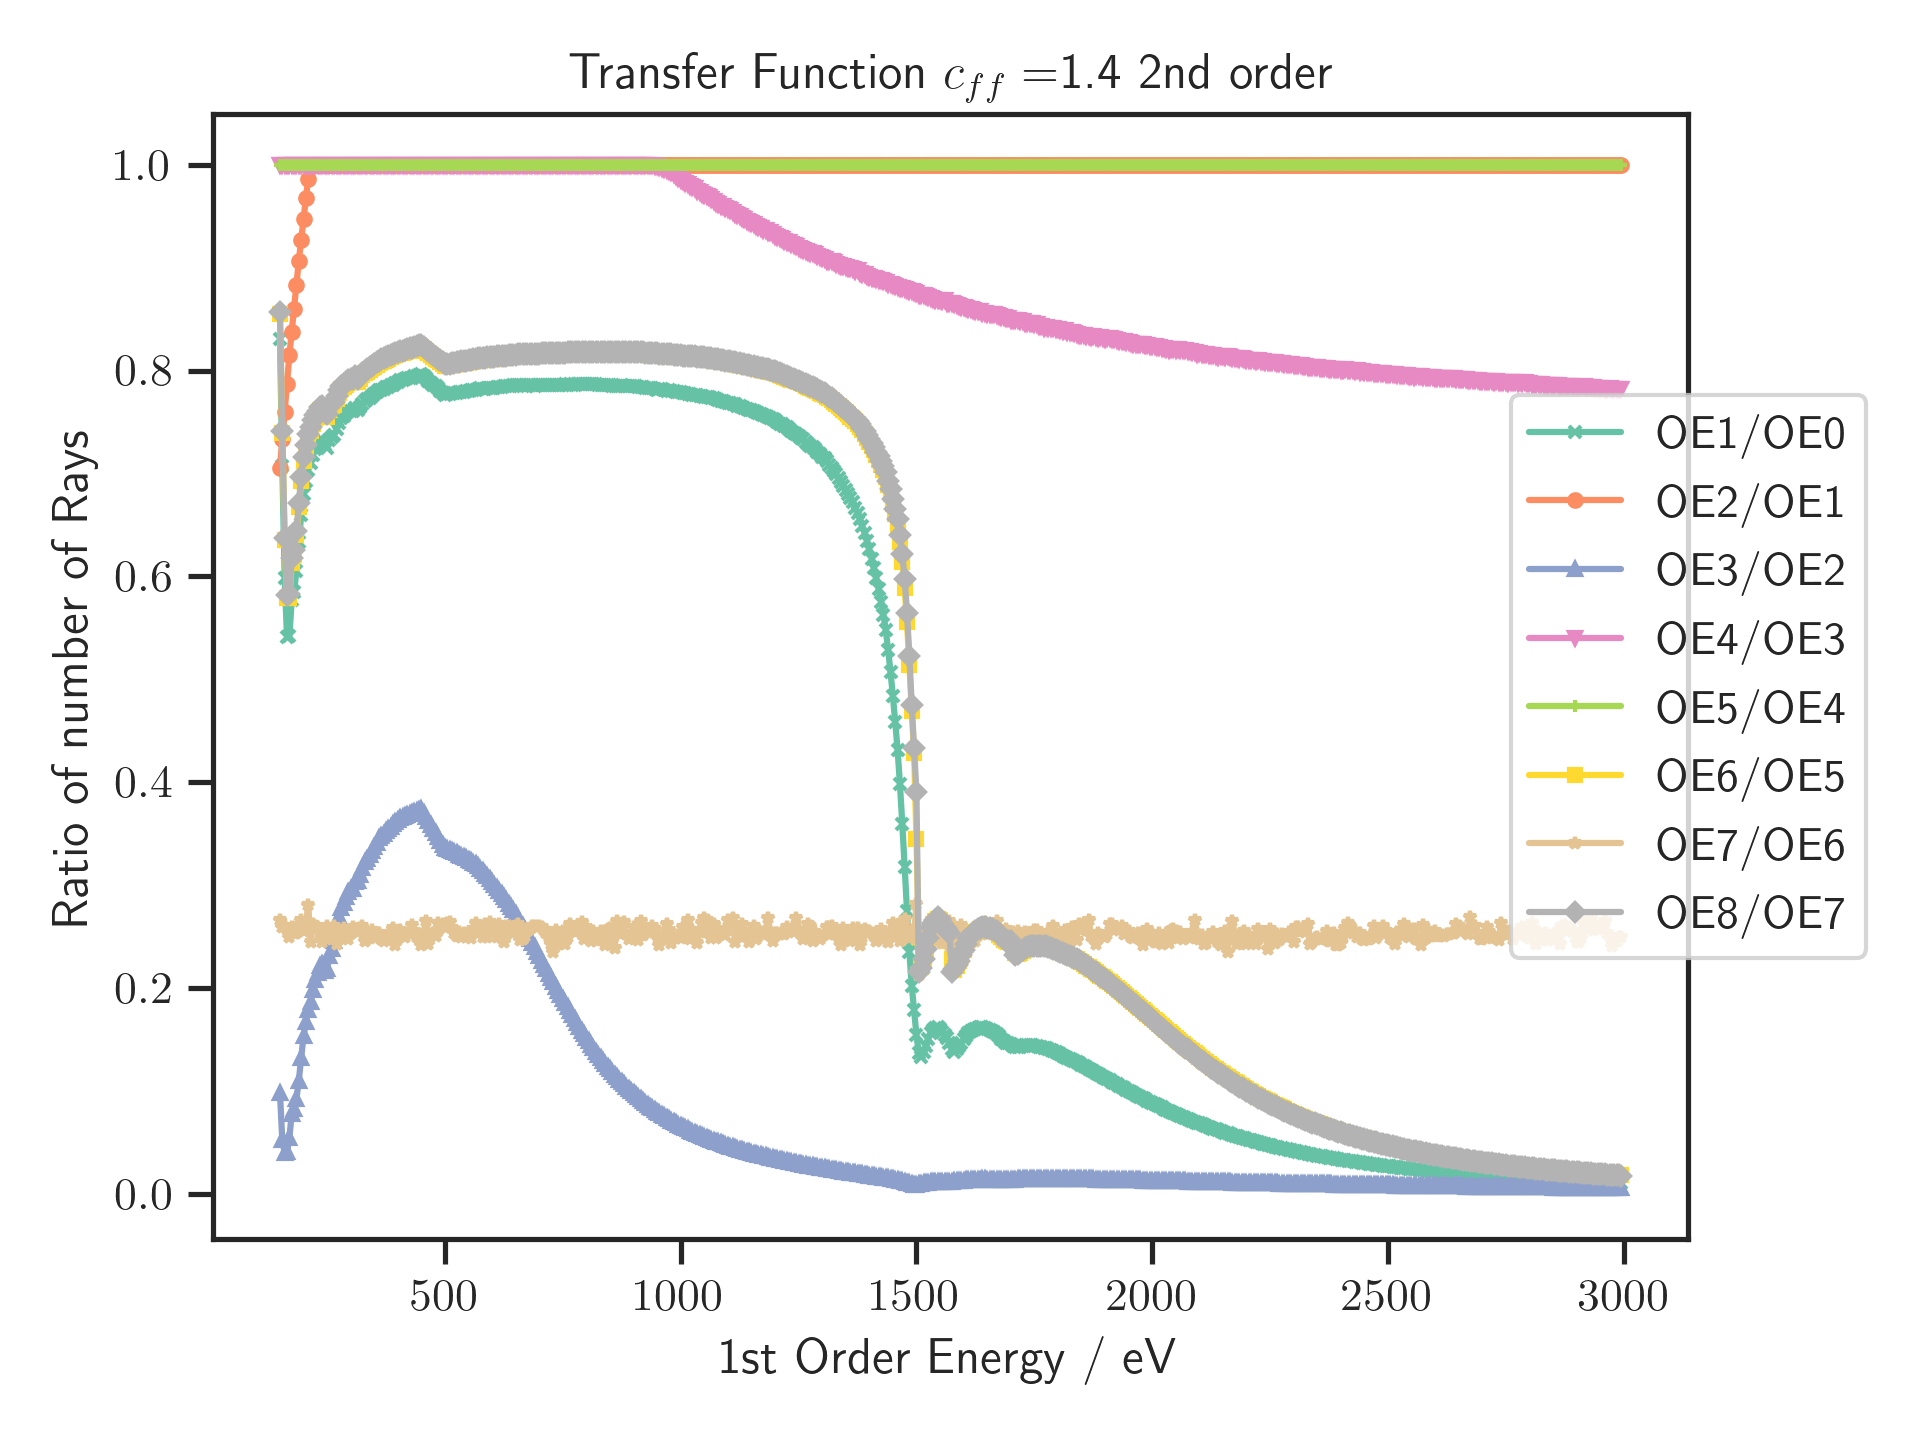 Transfer Function c_ff =1.4 2nd order
Ratio of number of Rays
1.0
0.8
0.6
0.4
0.2
0.0
OE1/OE0
OE2/OE1
OE3/OE2
OE4/OE3
OE5/OE4
OE6/OE5
OE7/OE6
OE8/OE7
500 1000 1500 2000 2500 3000
1st Order Energy / eV